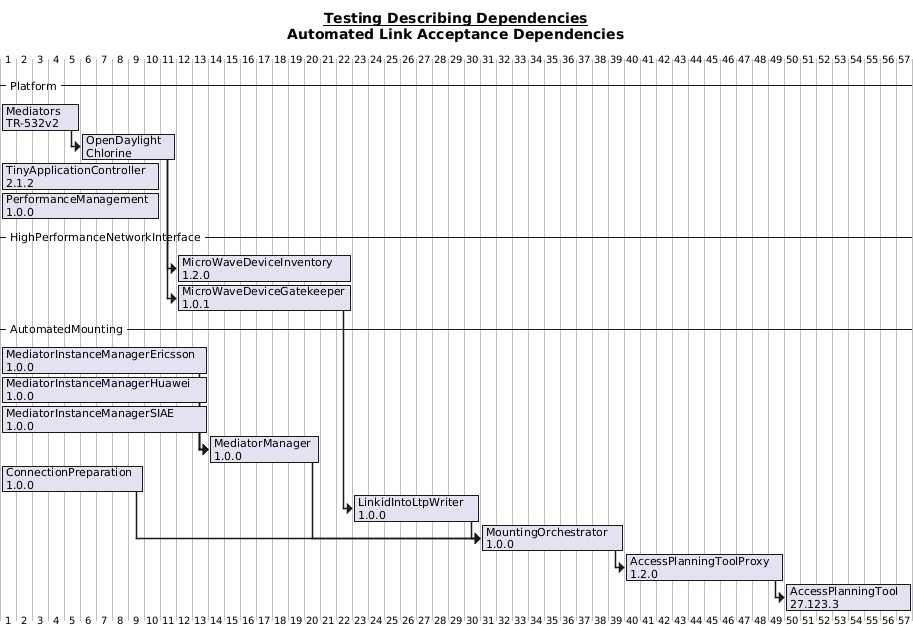 Testing Describing Dependencies
Automated Link Acceptance Dependencies
1 2 3 4 5 6 7 8 9 10 11 12 13 14 15 16 17 18 19 20 21 22 23 24 25 26 27 28 29 30 31 32 33 34 35 36 37 38 39 40 41 42 43 44 45 46 47 48 49 50 51 52 53 54 55 56 57
Platform
Mediators
TR-532v2
OpenDaylight
Chlorine
TinyApplicationController
2.1.2
PerformanceManagement
1.0.0
HighPerformanceNetworkInterface
MicroWaveDeviceInventory
1.2.0
MicroWaveDeviceGatekeeper
1.0.1
AutomatedMounting
MediatorInstanceManagerEricsson
1.0.0
MediatorInstanceManagerHuawei
1.0.0
MediatorInstanceManagerSIAE
1.0.0
MediatorManager
1.0.0
ConnectionPreparation
1.0.0
LinkidIntoLtpWriter
1.0.0
MountingOrchestrator
1.0.0
AccessPlanningToolProxy
1.2.0
AccessPlanningTool
27.123.3
1 2 3 4 5 6 7 8 9 10 11 12 13 14 15 16 17 18 19 20 21 22 23 24 25 26 27 28 29 30 31 32 33 34 35 36 37 38 39 40 41 42 43 44 45 46 47 48 49 50 51 52 53 54 55 56 57